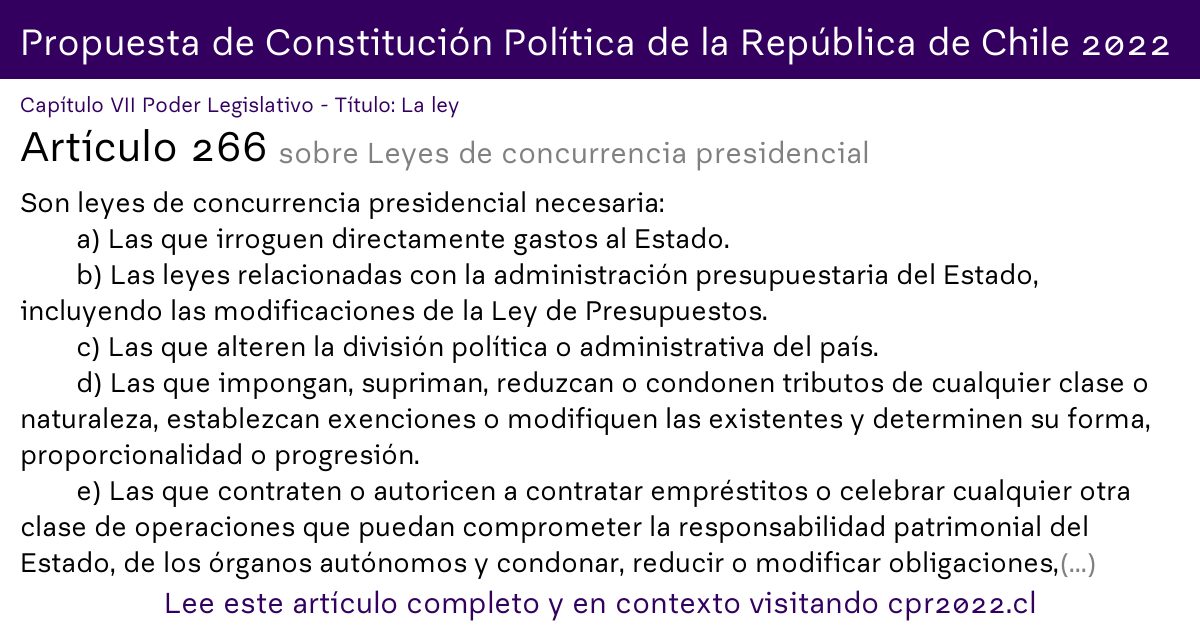 Propuesta de Constitución Política de la República de Chile 2022
Capítulo VII Poder Legislativo - Título: La ley
Artículo 266 sobre Leyes de concurrencia presidencial
Son leyes de concurrencia presidencial necesaria:
a) Las que irroguen directamente gastos al Estado.
b) Las leyes relacionadas con la administración presupuestaria del Estado,
incluyendo las modificaciones de la Ley de Presupuestos.
c) Las que alteren la división política o administrativa del país.
d) Las que impongan, supriman, reduzcan o condonen tributos de cualquier clase o
naturaleza, establezcan exenciones o modifiquen las existentes y determinen su forma,
proporcionalidad o progresión.
e) Las que contraten o autoricen a contratar empréstitos o celebrar cualquier otra
clase de operaciones que puedan comprometer la responsabilidad patrimonial del
Estado, de los órganos autónomos y condonar, reducir o modificar obligaciones,(...)
Lee este artículo completo y en contexto visitando cpr2022.cl